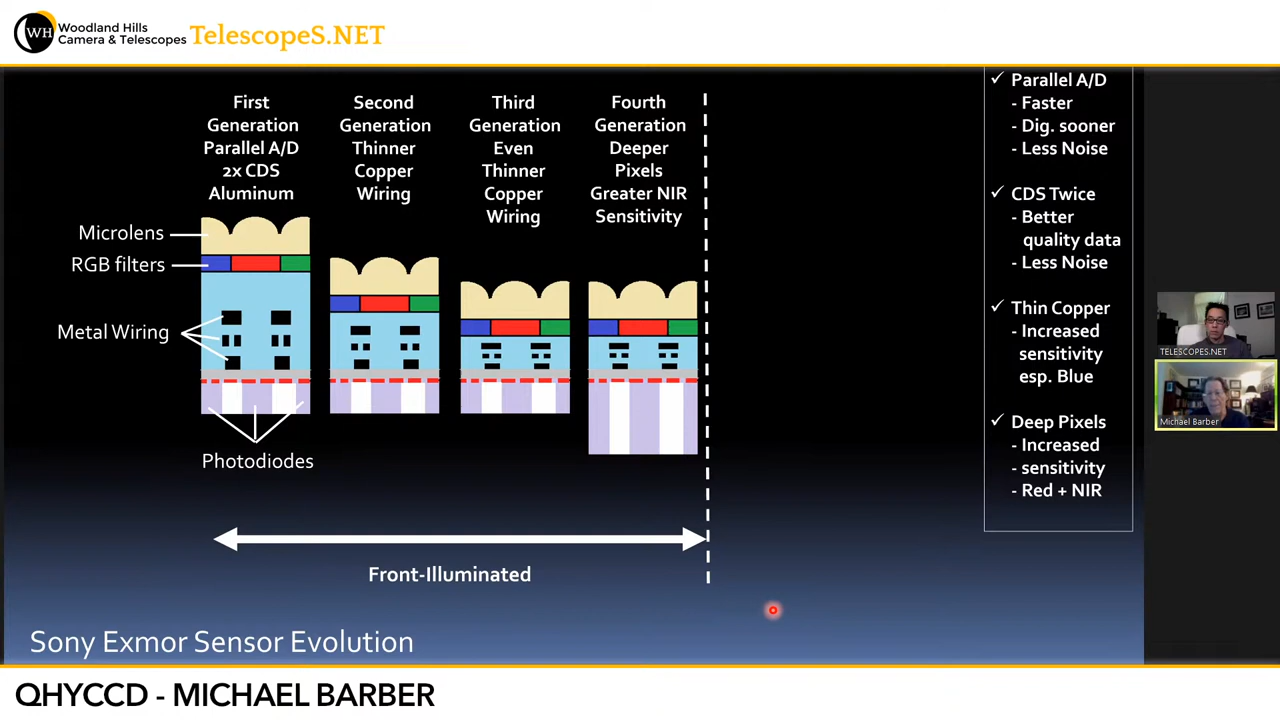 WH
Woodland Hills
Camera & Telescopes
TelescopeS.NET
First
Generation
Parallel A/D
2x CDS
Aluminum
Second
Generation
Thinner
Copper
Wiring
Third
Generation
Even
Thinner
Copper
Wiring
Fourth
Generation
Deeper
Pixels
Greater NIR
Sensitivity
Microlens
RGB filters
Metal Wiring
Photodiodes
Front-Illuminated
✓ Parallel A/D
- Faster
- Dig. sooner
- Less Noise
✓ CDS Twice
- Better
quality data
- Less Noise
✓ Thin Copper
- Increased
sensitivity
esp. Blue
✓ Deep Pixels
- Increased
- sensitivity
- Red + NIR
TELESCOPES.NET
Michael Barber
Sony Exmor Sensor Evolution
QHYCCD - MICHAEL BARBER